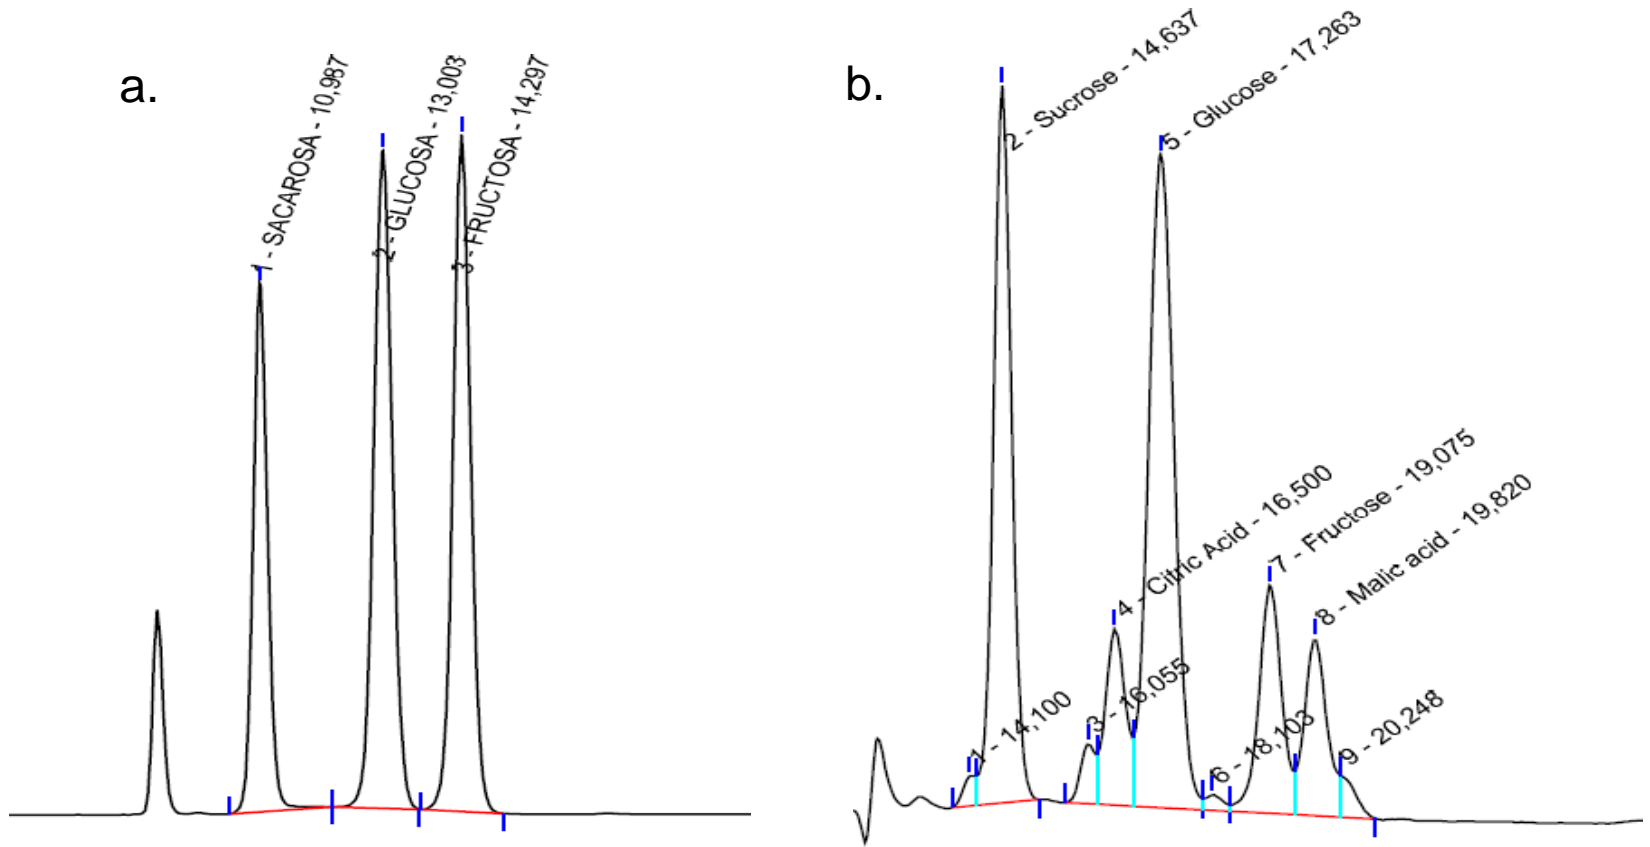 a.
1 - SACAROSA - 10,987
2 - GLUCOSA - 13,003
3 - FRUCTOSA - 14,297
b.
1 - 14,100
2 - Sucrose - 14,637
3 - 16,055
4 - Citric Acid - 16,500
5 - Glucose - 17,263
6 - 18,103
7 - Fructose - 19,075
8 - Malic acid - 19,820
9 - 20,248